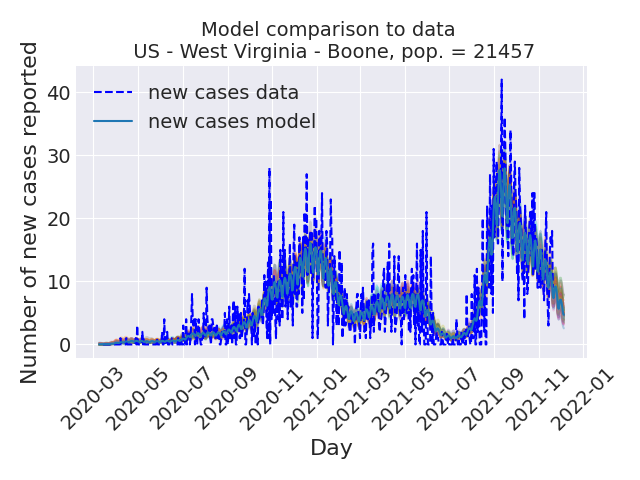 Model comparison to data
US - West Virginia - Boone, pop. = 21457
Number of new cases reported
40
30
20
10
0
new cases data
new cases model
2020-03
2020-05
2020-07
2020-09
2020-11
2021-01
2021-03
2021-05
2021-07
2021-09
2021-11
2022-01
Day